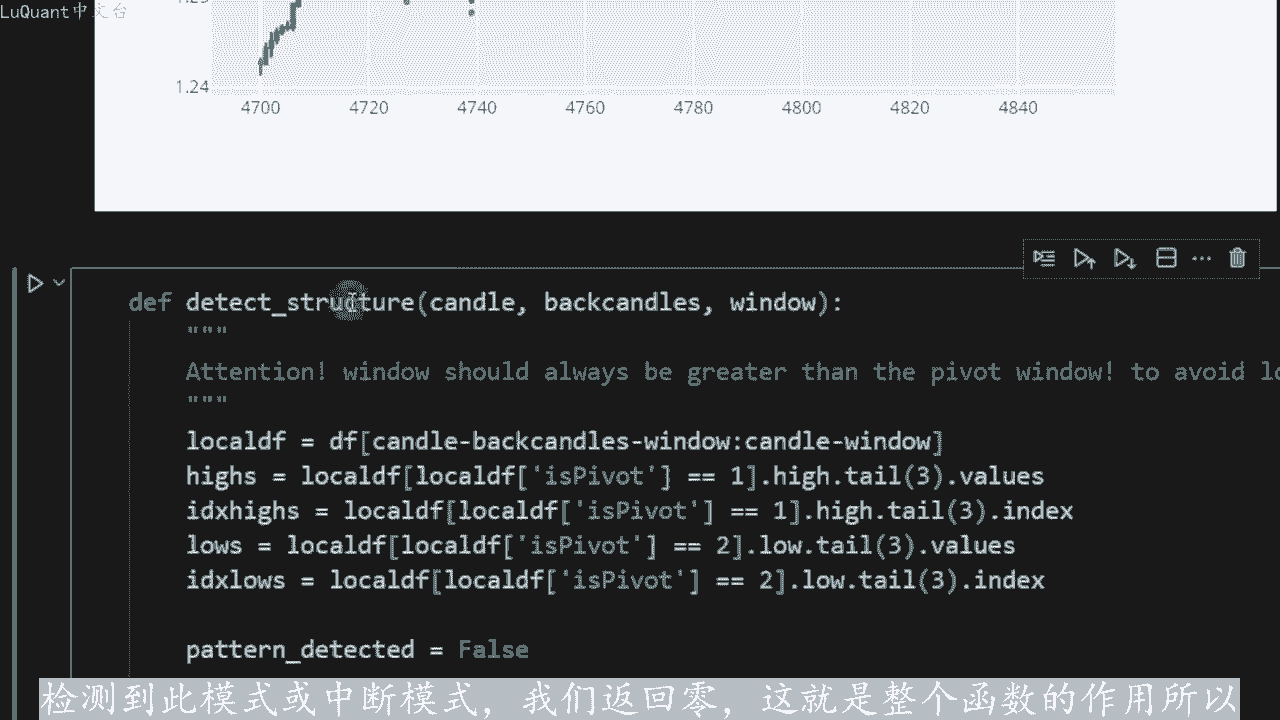 LuQuant中文台
1.25
1.24
4700 4720 4740 4760 4780 4800 4820 4840
def detect_structure(candle, backcandles, window):
"""
Attention! window should always be greater than the pivot window! to avoid lo
"""
localdf = df[candle-backcandles-window:candle-window]
highs = localdf[localdf['isPivot'] == 1].high.tail(3).values
idxhighs = localdf[localdf['isPivot'] == 1].high.tail(3).index
lows = localdf[localdf['isPivot'] == 2].low.tail(3).values
idxlows = localdf[localdf['isPivot'] == 2].low.tail(3).index
pattern_detected = False
检测到此模式或中断模式，我们返回零，这就是整个函数的作用所以